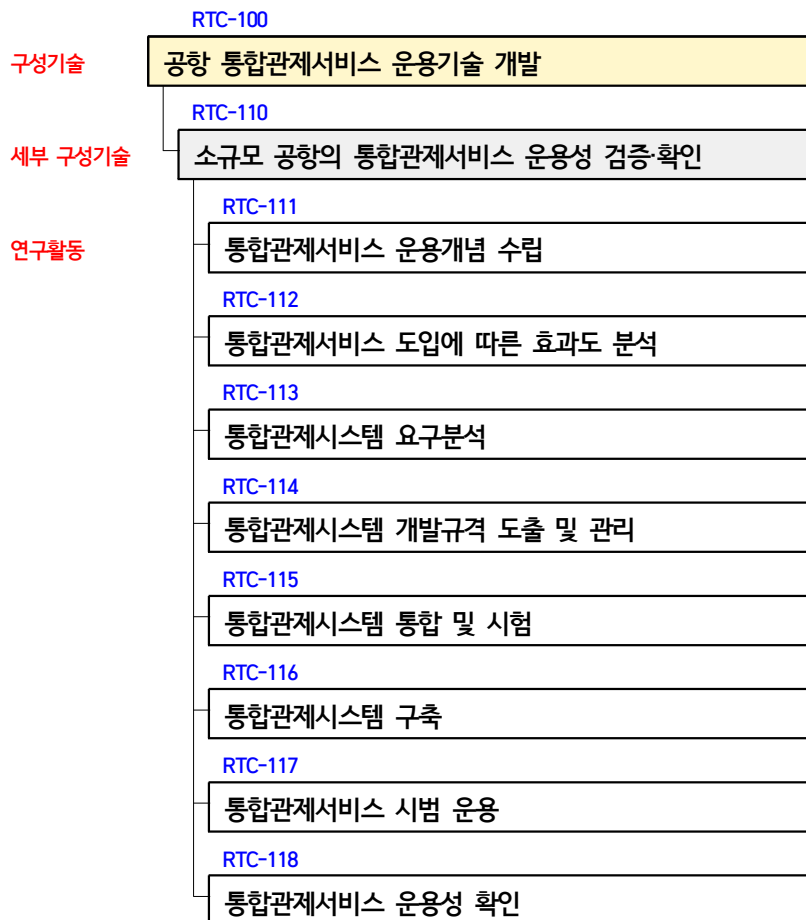 RTC-100
구성기술 공항 통합관제서비스 운용기술 개발
RTC-110
세부 구성기술 소규모 공항의 통합관제서비스 운용성 검증·확인
RTC-111
연구활동 통합관제서비스 운용개념 수립
RTC-112
통합관제서비스 도입에 따른 효과도 분석
RTC-113
통합관제시스템 요구분석
RTC-114
통합관제시스템 개발규격 도출 및 관리
RTC-115
통합관제시스템 통합 및 시험
RTC-116
통합관제시스템 구축
RTC-117
통합관제서비스 시범 운용
RTC-118
통합관제서비스 운용성 확인